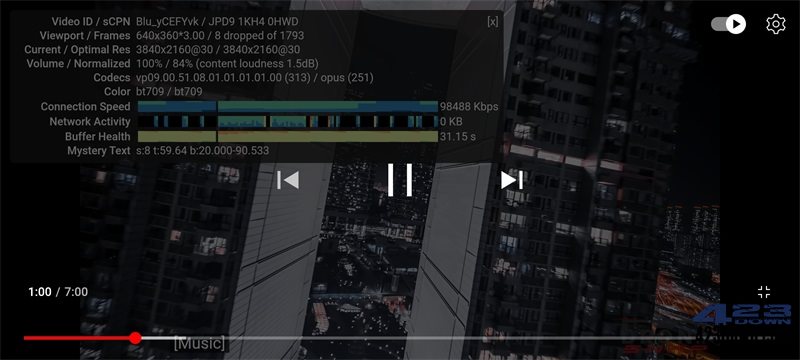 Video ID / sCPN Blu_yCEFYvk / JPD9 1KH4 0HWD [x]
Viewport / Frames 640x360*3.00 / 8 dropped of 1793
Current / Optimal Res 3840x2160@30 / 3840x2160@30
Volume / Normalized 100% / 84% (content loudness 1.5dB)
Codecs vp09.00.51.08.01.01.01.01.00 (313) / opus (251)
Color bt709 / bt709
Connection Speed 98488 Kbps
Network Activity 0 KB
Buffer Health 31.15 s
Mystery Text s:8 t:59.64 b:20.000-90.533
1:00 / 7:00
423
DOWN
[Music]